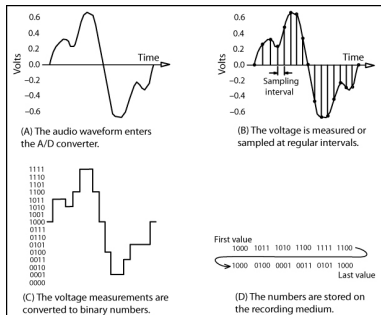 0.6
0.4
0.2
0.0
−0.2
−0.4
−0.6
Volts
Time
(A) The audio waveform enters
the A/D converter.
0.6
0.4
0.2
0.0
−0.2
−0.4
−0.6
Volts
Time
Sampling
interval
(B) The voltage is measured or
sampled at regular intervals.
1111
1110
1101
1100
1011
1010
1001
1000
0110
0101
0100
0011
0010
0001
0000
(C) The voltage measurements are
converted to binary numbers.
First value
1000 1011 1010 1100 1111 1100
1000 0100 0001 0011 0101 1000
Last value
(D) The numbers are stored on
the recording medium.